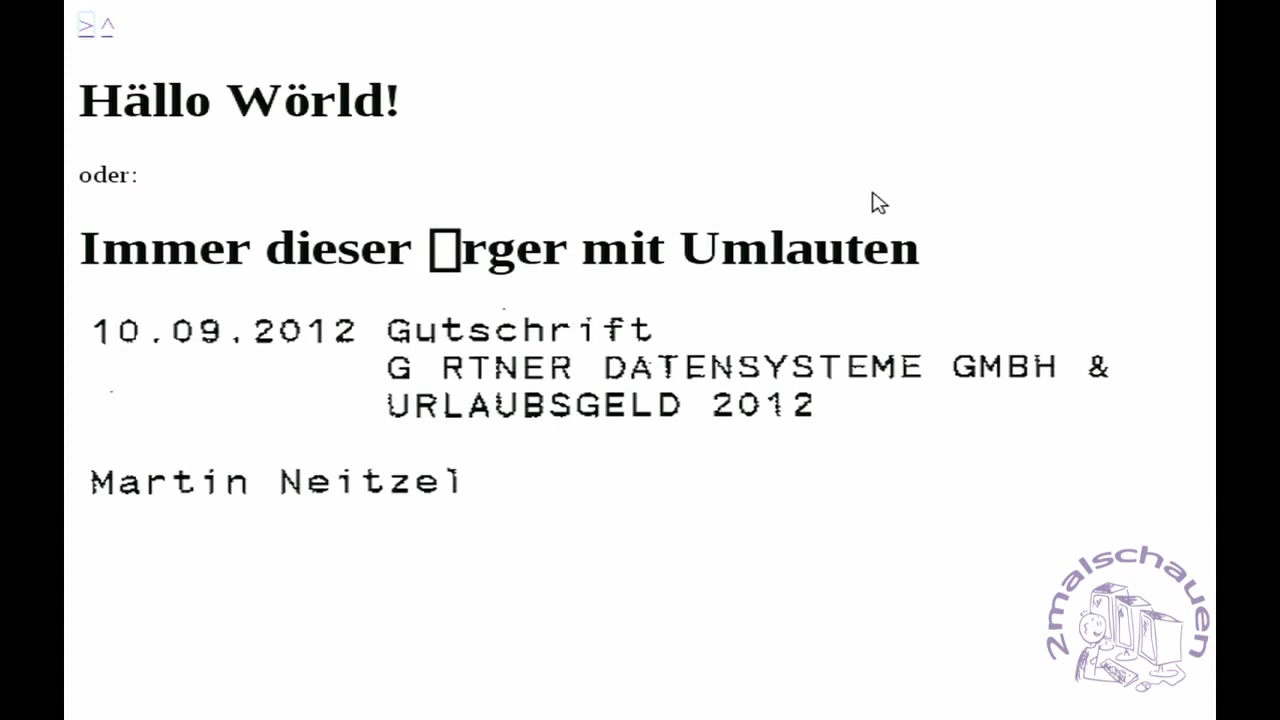 > ^
Hällo Wörld!
oder:
Immer dieser □rger mit Umlauten
10.09.2012 Gutschrift
G RTNER DATENSYSTEME GMBH &
URLAUBSGELD 2012
Martin Neitzel
2malschauen